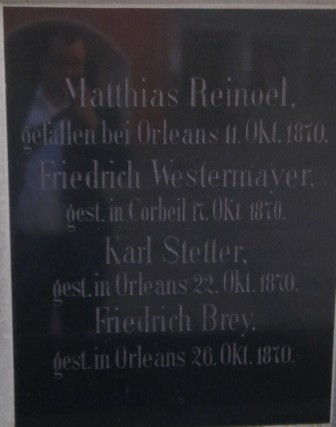 Matthias Reinoel,
gefallen bei Orleans 11. Okt. 1870.
Friedrich Westermayer,
gest. in Corbeil 17. Okt. 1870.
Karl Stetter,
gest. in Orleans 22. Okt. 1870.
Friedrich Brey,
gest. in Orleans 26. Okt. 1870.